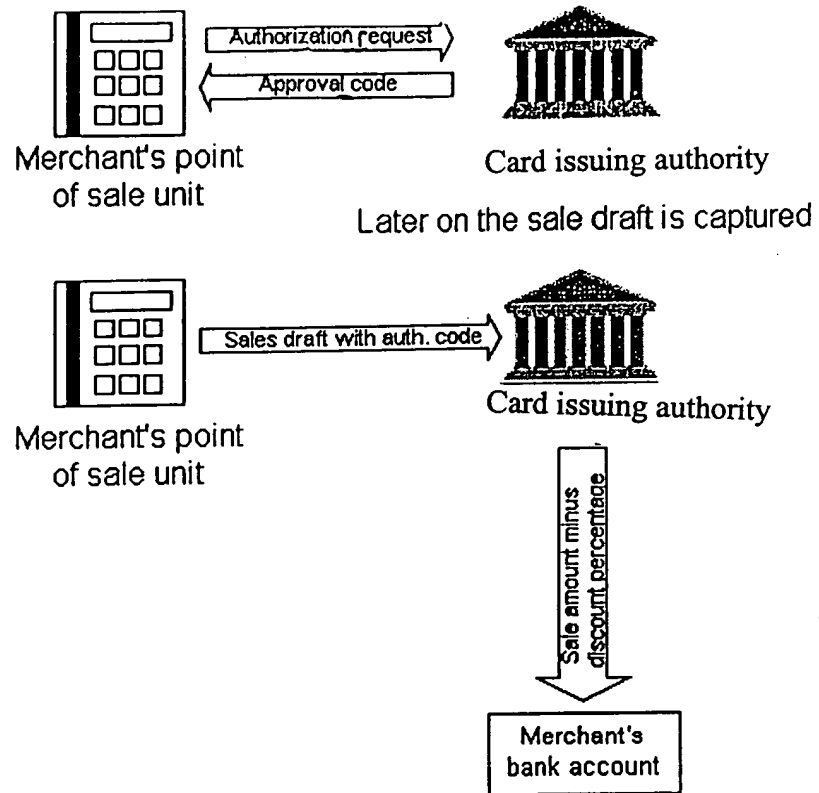 Authorization request
Approval code
Merchant's point
of sale unit
Card issuing authority
Later on the sale draft is captured
Sales draft with auth. code
Merchant's point
of sale unit
Card issuing authority
Sale amount minus
discount percentage
Merchant's
bank account